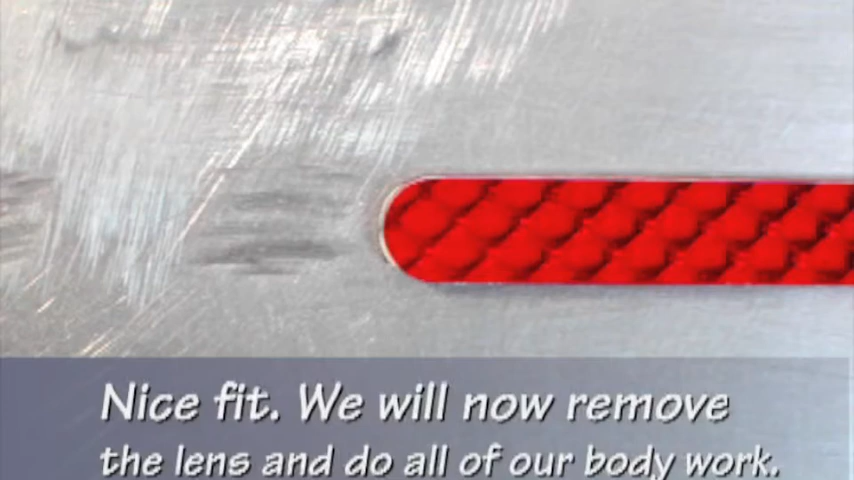 Nice fit. We will now remove
the lens and do all of our body work.